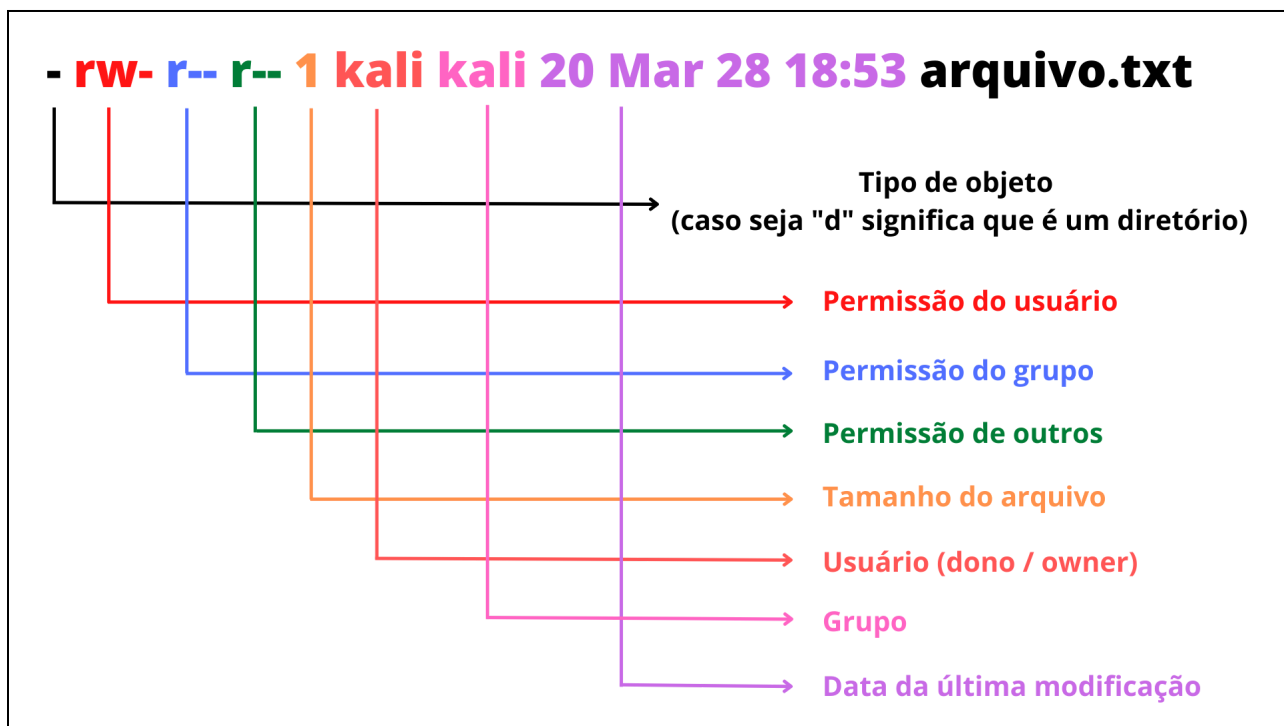 - rw- r-- r-- 1 kali kali 20 Mar 28 18:53 arquivo.txt
Tipo de objeto
(caso seja "d" significa que é um diretório)
Permissão do usuário
Permissão do grupo
Permissão de outros
Tamanho do arquivo
Usuário (dono / owner)
Grupo
Data da última modificação